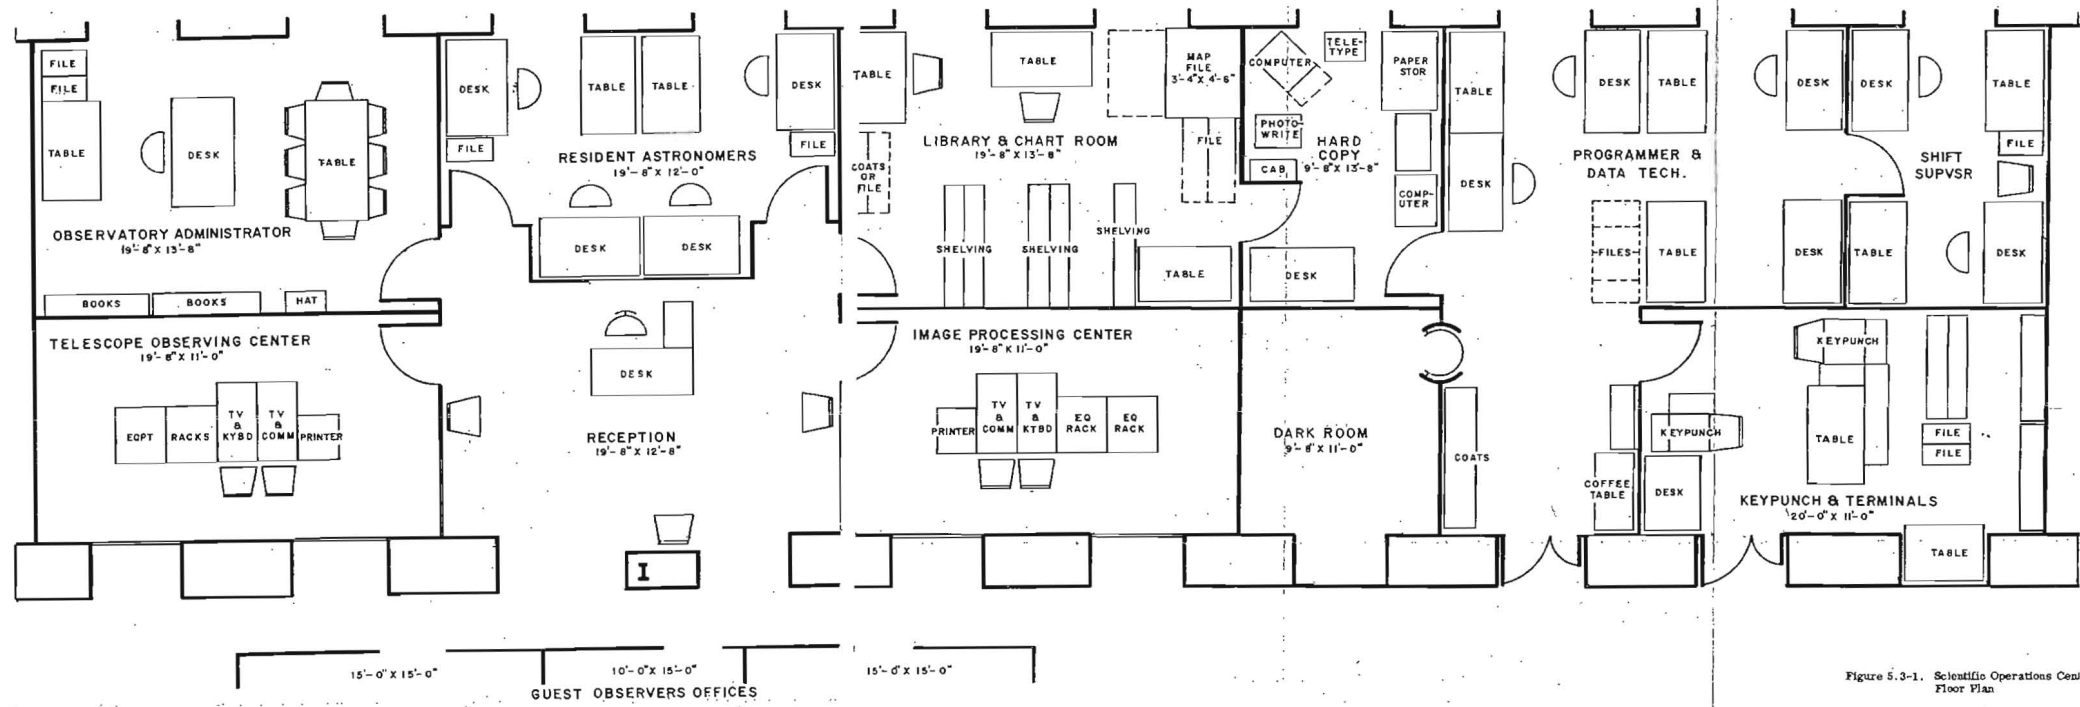 FILE
FILE
TABLE
DESK
TABLE
OBSERVATORY ADMINISTRATOR
19'-8" X 13'-8"
BOOKS
BOOKS
HAT
DESK
FILE
TABLE
TABLE
DESK
FILE
RESIDENT ASTRONOMERS
19'-8" X 12'-0"
DESK
DESK
TABLE
COATS
OR
FILE
TABLE
MAP
FILE
3'-4" X 4'-6"
FILE
LIBRARY & CHART ROOM
19'-8" X 13'-8"
SHELVING
SHELVING
SHELVING
TABLE
COMPUTER
TELE-
TYPE
PAPER
STOR
PHOTO-
WRITE
CAB
HARD
COPY
9'-8" X 13'-8"
COMP-
UTER
DESK
TABLE
DESK
DESK
TABLE
DESK
PROGRAMMER &
DATA TECH.
FILES
TABLE
DESK
DESK
TABLE
FILE
SHIFT
SUPVSR
TABLE
DESK
TELESCOPE OBSERVING CENTER
19'-8" X 11'-0"
EQPT
RACKS
TV
&
KYBD
TV
&
COMM
PRINTER
DESK
RECEPTION
19'-8" X 12'-8"
I
IMAGE PROCESSING CENTER
19'-8" X 11'-0"
PRINTER
TV
&
COMM
TV
&
KTBD
EQ
RACK
EQ
RACK
DARK ROOM
9'-8" X 11'-0"
COATS
COFFEE
TABLE
KEYPUNCH
KEYPUNCH
DESK
TABLE
FILE
FILE
KEYPUNCH & TERMINALS
20'-0" X 11'-0"
TABLE
15'-0" X 15'-0"
10'-0" X 15'-0"
15'-0" X 15'-0"
GUEST OBSERVERS OFFICES
Figure 5.3-1. Scientific Operations Cen
Floor Plan